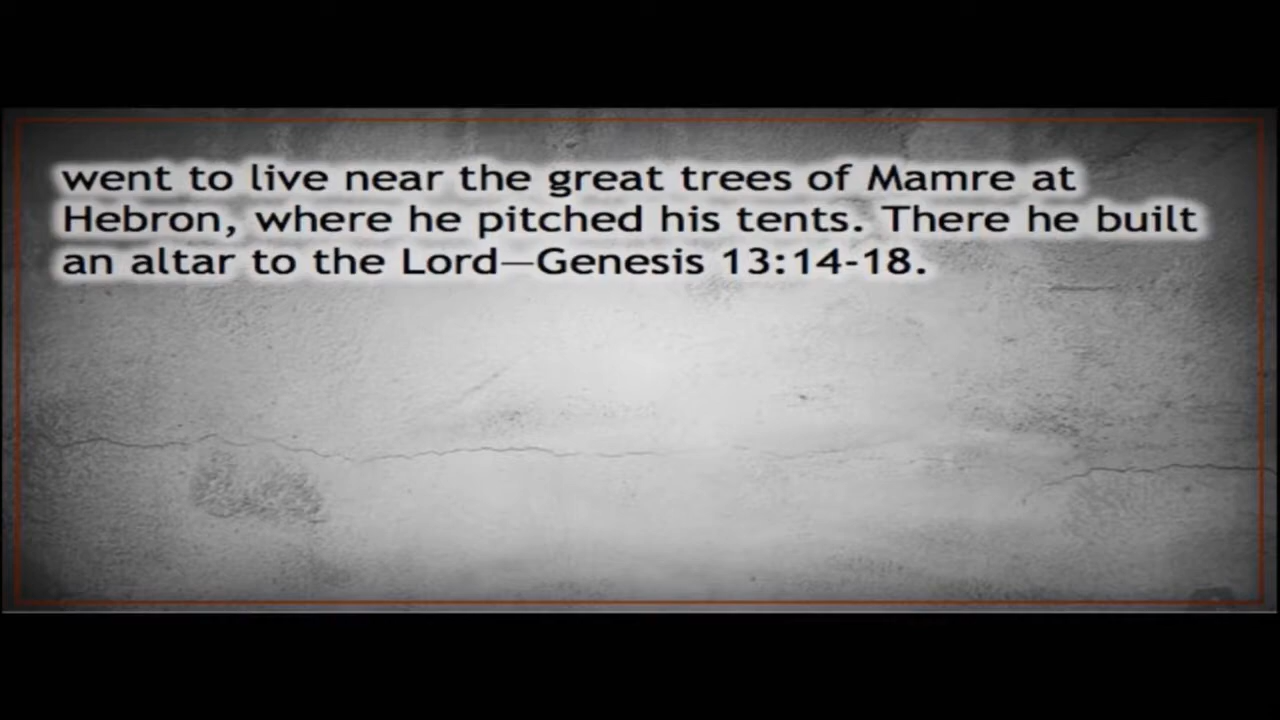 went to live near the great trees of Mamre at
Hebron, where he pitched his tents. There he built
an altar to the Lord—Genesis 13:14-18.